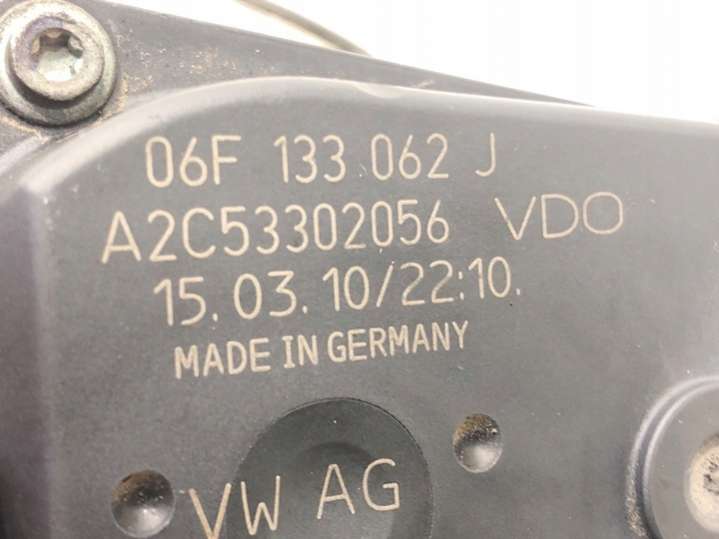 06F 133 062 J
A2C53302056 VDO
15.03.10/22:10.
MADE IN GERMANY
VW AG